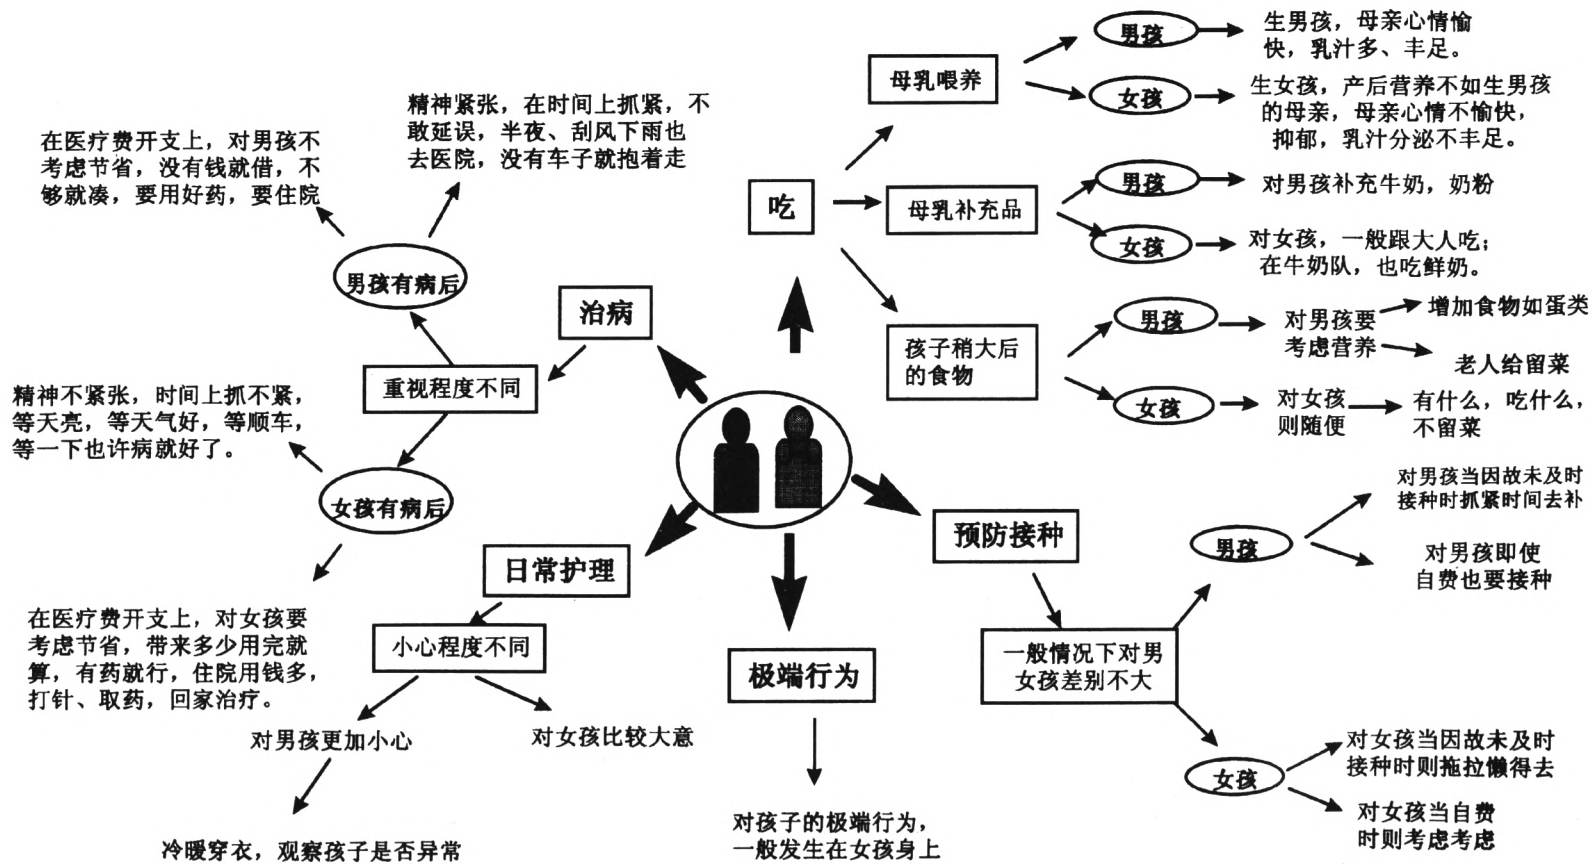 男孩
生男孩，母亲心情愉
快，乳汁多、丰足。
母乳喂养
女孩
生女孩，产后营养不如生男孩
的母亲，母亲心情不愉快，
抑郁，乳汁分泌不丰足。
吃
母乳补充品
男孩
对男孩补充牛奶，奶粉
女孩
对女孩，一般跟大人吃；
在牛奶队，也吃鲜奶。
孩子稍大后
的食物
男孩
对男孩要
考虑营养
增加食物如蛋类
老人给留菜
女孩
对女孩
则随便
有什么，吃什么，
不留菜
治病
重视程度不同
男孩有病后
在医疗费开支上，对男孩不
考虑节省，没有钱就借，不
够就凑，要用好药，要住院
精神紧张，在时间上抓紧，不
敢延误，半夜、刮风下雨也
去医院，没有车子就抱着走
女孩有病后
精神不紧张，时间上抓不紧，
等天亮，等天气好，等顺车，
等一下也许病就好了。
在医疗费开支上，对女孩要
考虑节省，带来多少用完就
算，有药就行，住院用钱多，
打针、取药，回家治疗。
日常护理
小心程度不同
对男孩更加小心
对女孩比较大意
冷暖穿衣，观察孩子是否异常
极端行为
对孩子的极端行为，
一般发生在女孩身上
预防接种
一般情况下对男
女孩差别不大
男孩
对男孩当因故未及时
接种时抓紧时间去补
对男孩即使
自费也要接种
女孩
对女孩当因故未及时
接种时则拖拉懒得去
对女孩当自费
时则考虑考虑